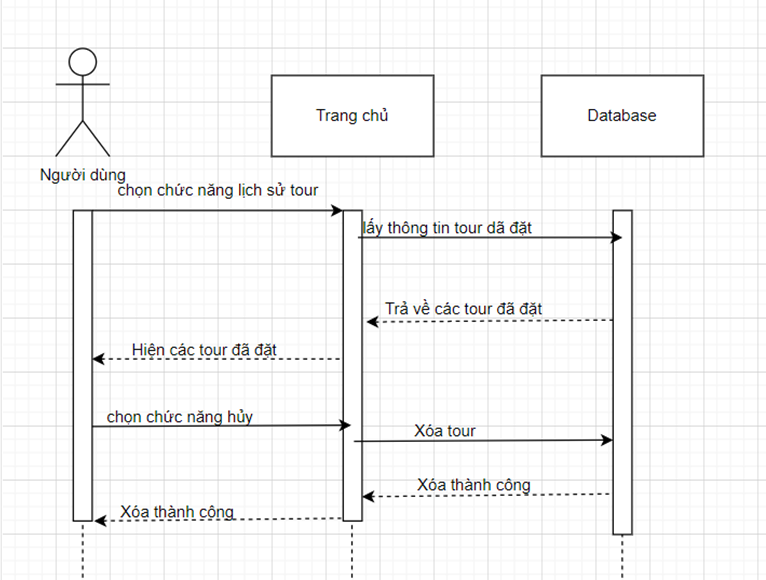 Trang chủ
Database
Người dùng
chọn chức năng lịch sử tour
lấy thông tin tour dã đặt
Trả về các tour đã đặt
Hiên các tour đã đặt
chọn chức năng hủy
Xóa tour
Xóa thành công
Xóa thành công